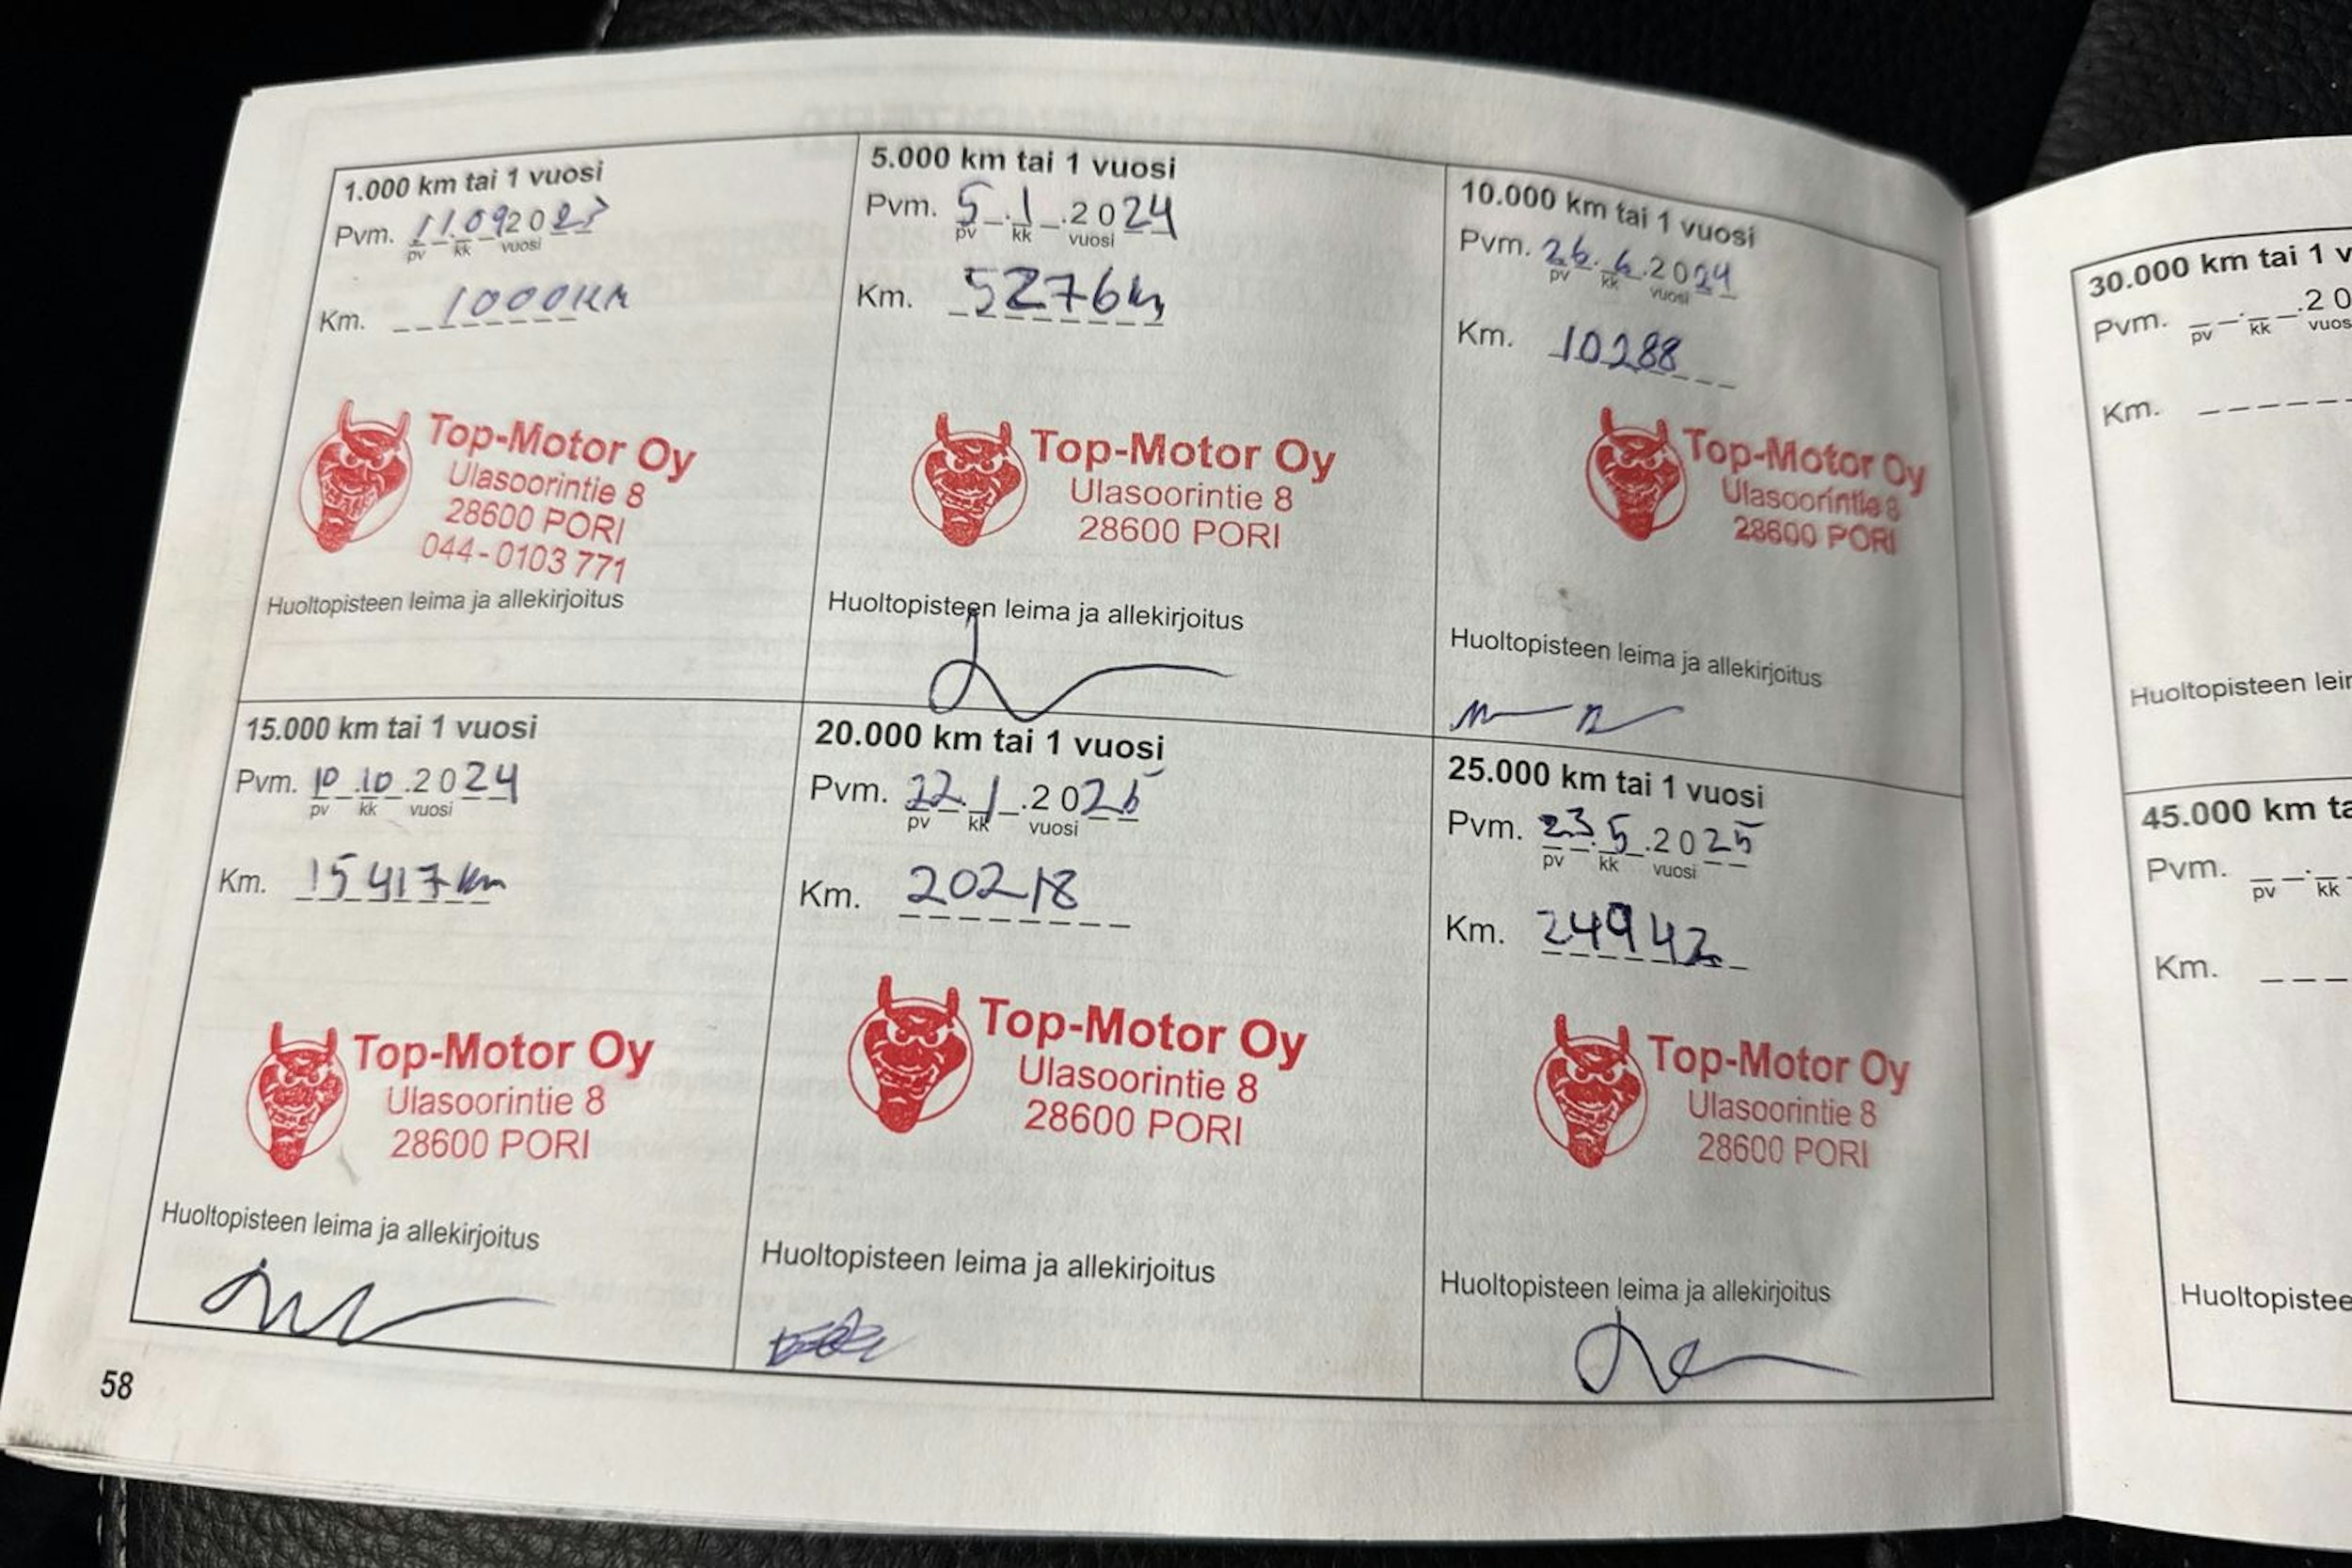 1.000 km tai 1 vuosi
Pvm. 11.09 2023
pv kk vuosi
Km. 1000KM
Top-Motor Oy
Ulasoorintie 8
28600 PORI
044-0103 771
Huoltopisteen leima ja allekirjoitus
5.000 km tai 1 vuosi
Pvm. 5.1.2024
pv kk vuosi
Km. 5276km
Top-Motor Oy
Ulasoorintie 8
28600 PORI
Huoltopisteen leima ja allekirjoitus
10.000 km tai 1 vuosi
Pvm. 26.6.2024
pv kk vuosi
Km. 10288
Top-Motor Oy
Ulasoorintie 8
28600 PORI
Huoltopisteen leima ja allekirjoitus
15.000 km tai 1 vuosi
Pvm. 10.10.2024
pv kk vuosi
Km. 15417km
Top-Motor Oy
Ulasoorintie 8
28600 PORI
Huoltopisteen leima ja allekirjoitus
20.000 km tai 1 vuosi
Pvm. 22.1.2025
pv kk vuosi
Km. 20218
Top-Motor Oy
Ulasoorintie 8
28600 PORI
Huoltopisteen leima ja allekirjoitus
25.000 km tai 1 vuosi
Pvm. 23.5.2025
pv kk vuosi
Km. 24942
Top-Motor Oy
Ulasoorintie 8
28600 PORI
Huoltopisteen leima ja allekirjoitus
58
30.000 km tai 1 v
Pvm. . .20
pv kk vuos
Km.
Huoltopisteen leim
45.000 km ta
Pvm. .
pv kk
Km.
Huoltopistee